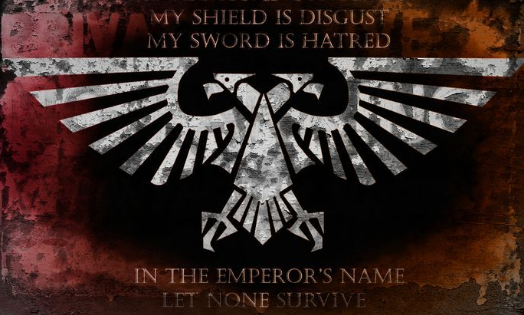 MY SHIELD IS DISGUST
MY SWORD IS HATRED
IN THE EMPEROR'S NAME
LET NONE SURVIVE